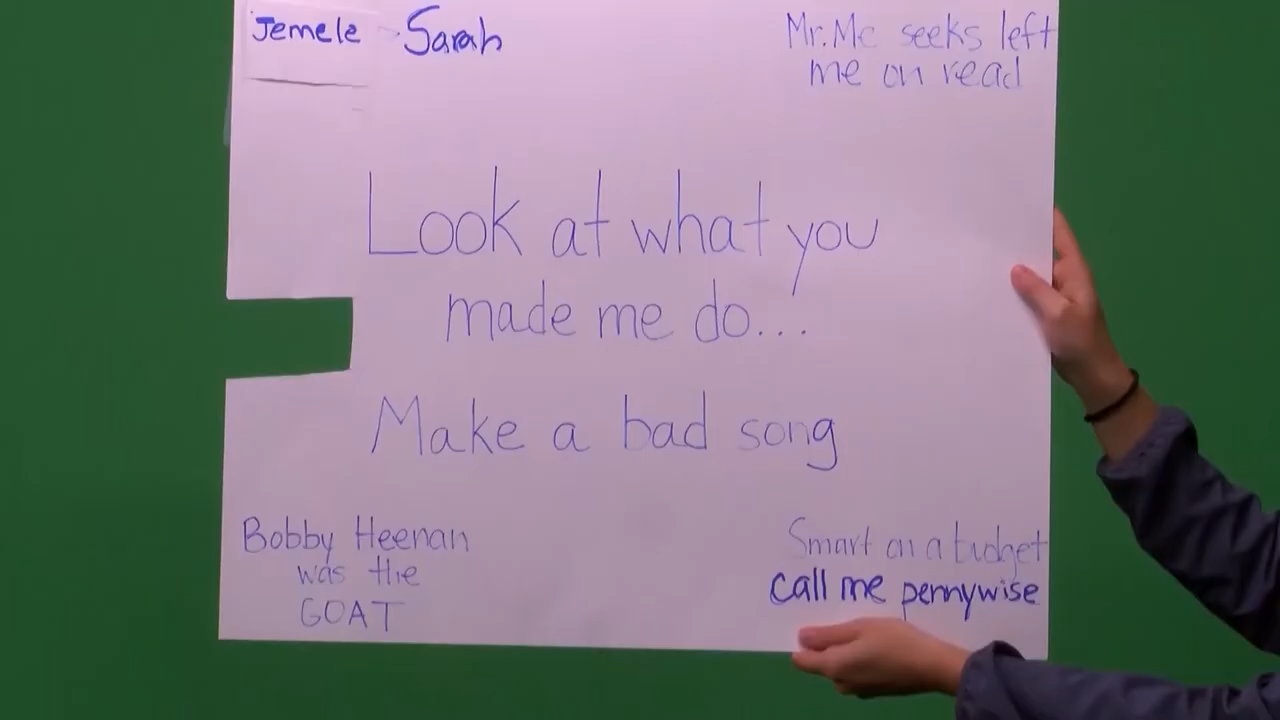 Jemele Sarah
Mr. Mc seeks left
me on read
Look at what you
made me do...
Make a bad song
Bobby Heenan
was the
GOAT
Smart on a budget
call me pennywise